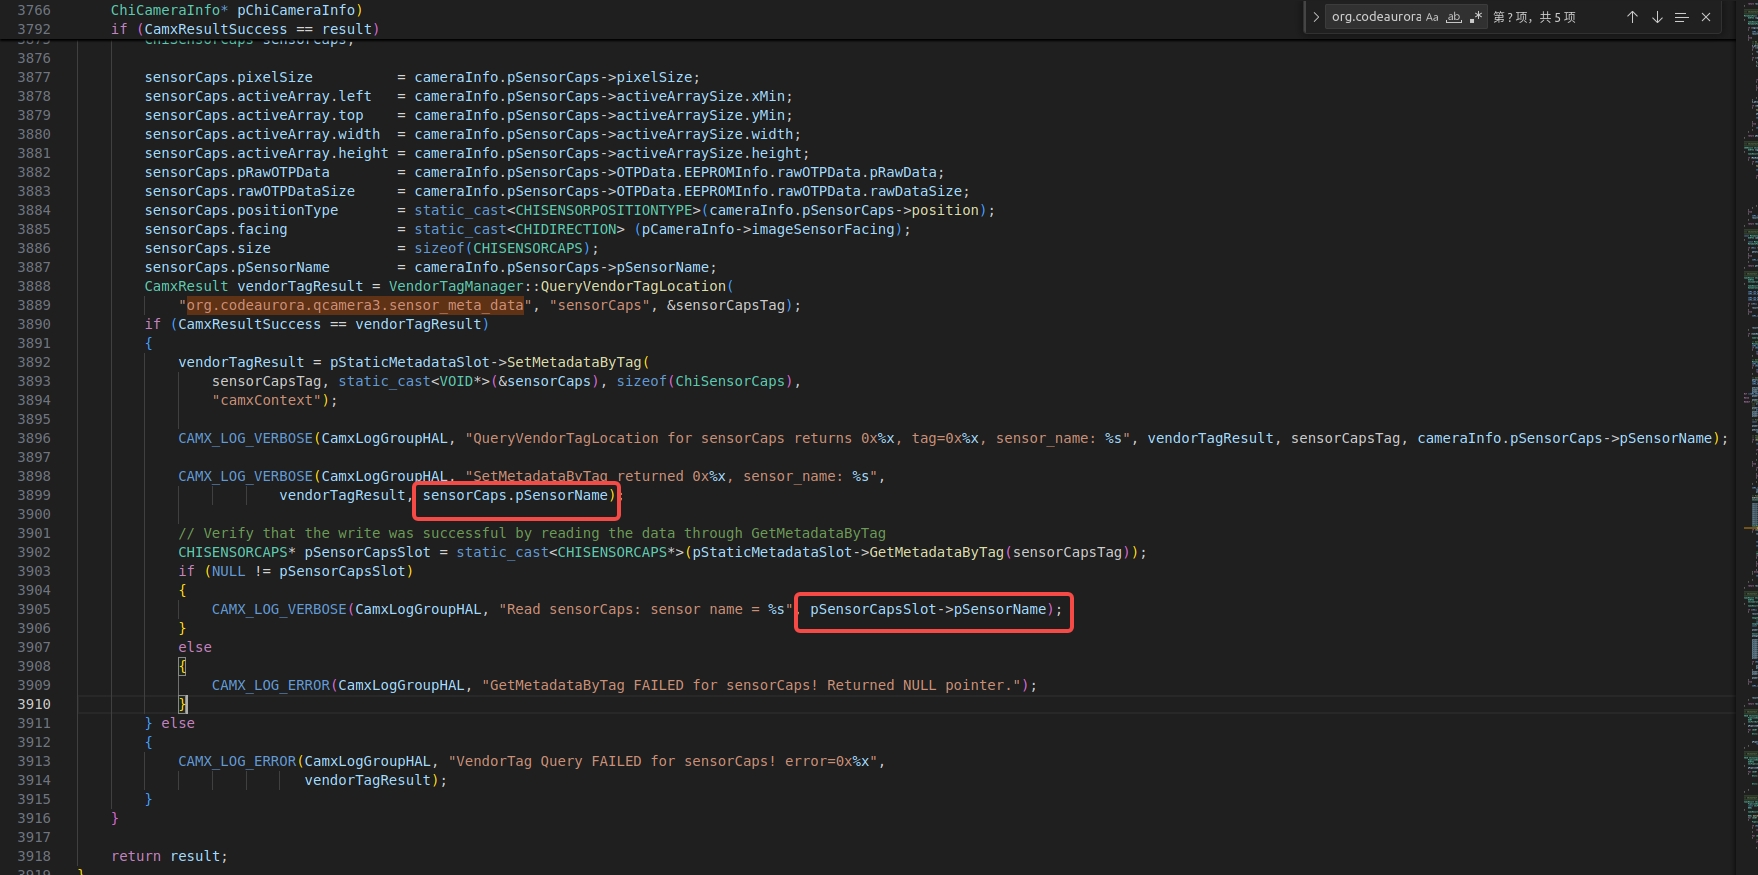 3766 ChiCameraInfo* pChiCameraInfo)
3792 if (CamxResultSuccess == result)
org.codeaurora Aa ab .* 第?项，共5项
3876
3877 sensorCaps.pixelSize = cameraInfo.pSensorCaps->pixelSize;
3878 sensorCaps.activeArray.left = cameraInfo.pSensorCaps->activeArraySize.xMin;
3879 sensorCaps.activeArray.top = cameraInfo.pSensorCaps->activeArraySize.yMin;
3880 sensorCaps.activeArray.width = cameraInfo.pSensorCaps->activeArraySize.width;
3881 sensorCaps.activeArray.height = cameraInfo.pSensorCaps->activeArraySize.height;
3882 sensorCaps.pRawOTPData = cameraInfo.pSensorCaps->OTPData.EEPROMInfo.rawOTPData.pRawData;
3883 sensorCaps.rawOTPDataSize = cameraInfo.pSensorCaps->OTPData.EEPROMInfo.rawOTPData.rawDataSize;
3884 sensorCaps.positionType = static_cast<CHISENSORPOSITIONTYPE>(cameraInfo.pSensorCaps->position);
3885 sensorCaps.facing = static_cast<CHIDIRECTION> (pCameraInfo->imageSensorFacing);
3886 sensorCaps.size = sizeof(CHISENSORCAPS);
3887 sensorCaps.pSensorName = cameraInfo.pSensorCaps->pSensorName;
3888 CamxResult vendorTagResult = VendorTagManager::QueryVendorTagLocation(
3889 "org.codeaurora.qcamera3.sensor_meta_data", "sensorCaps", &sensorCapsTag);
3890 if (CamxResultSuccess == vendorTagResult)
3891 {
3892 vendorTagResult = pStaticMetadataSlot->SetMetadataByTag(
3893 sensorCapsTag, static_cast<VOID*>(&sensorCaps), sizeof(ChiSensorCaps),
3894 "camxContext");
3895
3896 CAMX_LOG_VERBOSE(CamxLogGroupHAL, "QueryVendorTagLocation for sensorCaps returns 0x%x, tag=0x%x, sensor_name: %s", vendorTagResult, sensorCapsTag, cameraInfo.pSensorCaps->pSensorName);
3897
3898 CAMX_LOG_VERBOSE(CamxLogGroupHAL, "SetMetadataByTag returned 0x%x, sensor_name: %s",
3899 vendorTagResult, sensorCaps.pSensorName);
3900
3901 // Verify that the write was successful by reading the data through GetMetadataByTag
3902 CHISENSORCAPS* pSensorCapsSlot = static_cast<CHISENSORCAPS*>(pStaticMetadataSlot->GetMetadataByTag(sensorCapsTag));
3903 if (NULL != pSensorCapsSlot)
3904 {
3905 CAMX_LOG_VERBOSE(CamxLogGroupHAL, "Read sensorCaps: sensor name = %s", pSensorCapsSlot->pSensorName);
3906 }
3907 else
3908 {
3909 CAMX_LOG_ERROR(CamxLogGroupHAL, "GetMetadataByTag FAILED for sensorCaps! Returned NULL pointer.");
3910 }
3911 } else
3912 {
3913 CAMX_LOG_ERROR(CamxLogGroupHAL, "VendorTag Query FAILED for sensorCaps! error=0x%x",
3914 vendorTagResult);
3915 }
3916 }
3917
3918 return result;